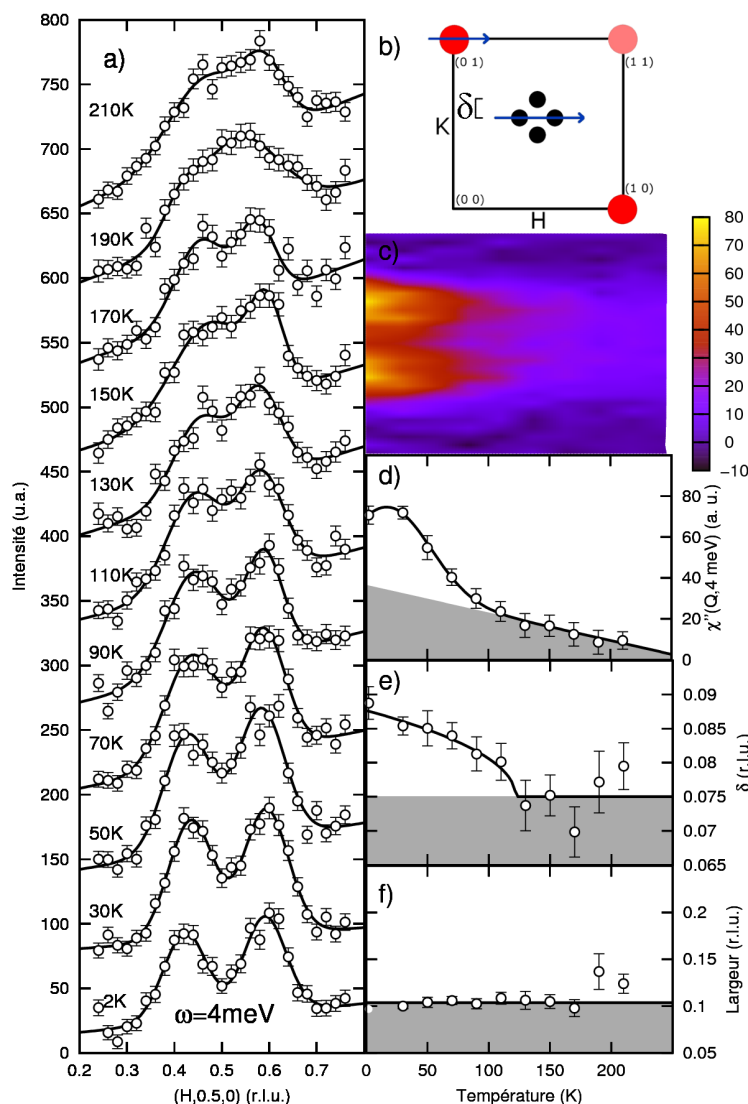 a)
800
750
700
650
600
550
500
450
400
350
300
250
200
150
100
50
0
Intensité (u.a.)
210K
190K
170K
150K
130K
110K
90K
70K
50K
30K
2K
ω=4meV
0.2 0.3 0.4 0.5 0.6 0.7
(H,0.5,0) (r.l.u.)
b)
(0 1)
(1 1)
δ[
K
(0 0)
(1 0)
H
c)
80
70
60
50
40
30
20
10
0
−10
d)
80
60
40
20
0
χ''(Q,4 meV) (a. u.)
e)
0.09
0.085
0.08
0.075
0.07
0.065
δ (r.l.u.)
f)
0.2
0.15
0.1
0.05
Largeur (r.l.u.)
0 50 100 150 200
Température (K)